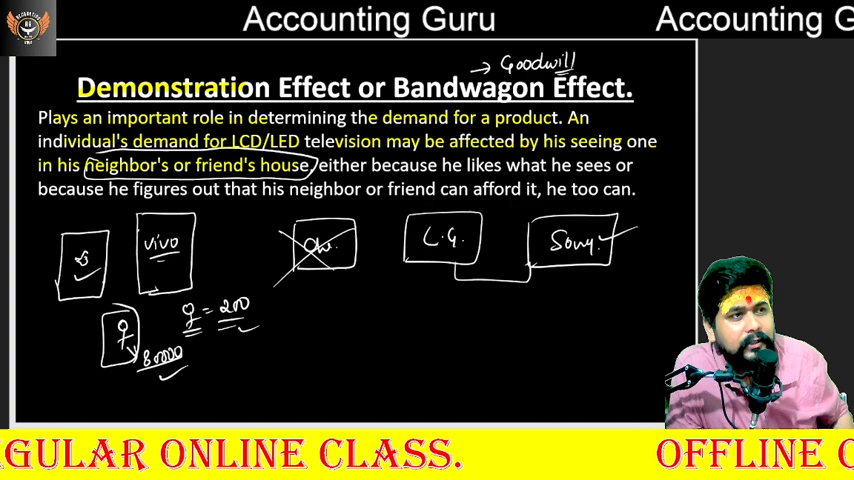 Accounting Guru
Accounting G
→ Goodwill
Demonstration Effect or Bandwagon Effect.
Plays an important role in determining the demand for a product. An
individual's demand for LCD/LED television may be affected by his seeing one
in his neighbor's or friend's house, either because he likes what he sees or
because he figures out that his neighbor or friend can afford it, he too can.
vivo
L.G.
Sony
q = 200
q
80000
GULAR ONLINE CLASS.
OFFLINE C